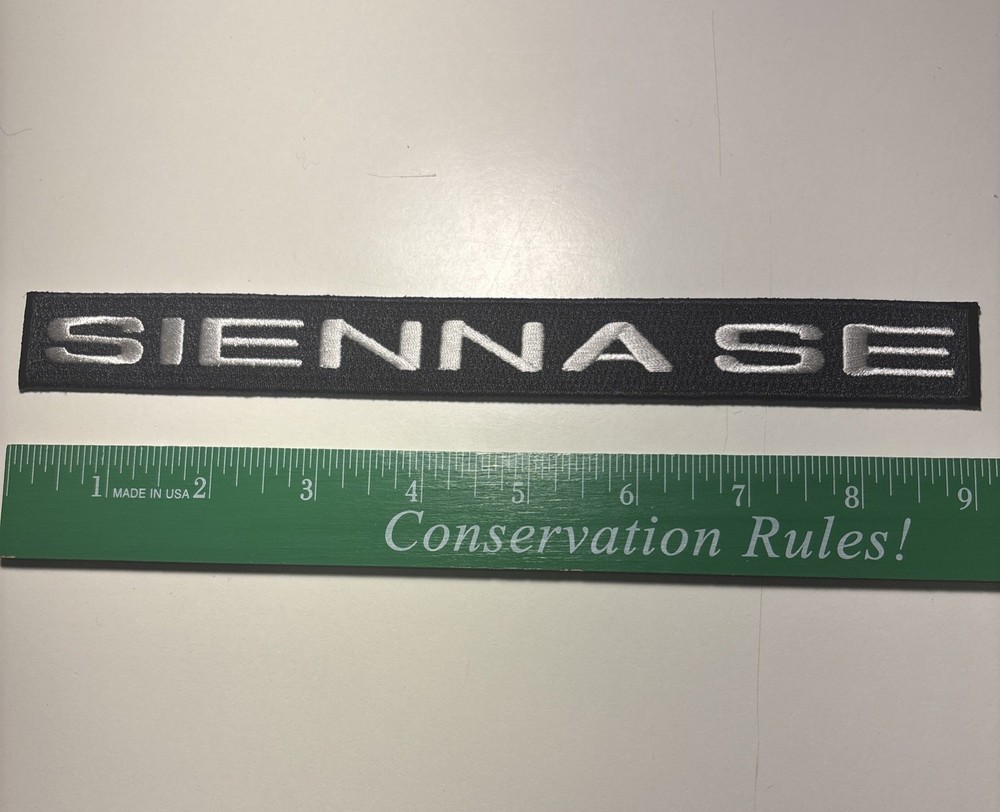 SIENNA SE
1 MADE IN USA 2 3 4 5 6 7 8 9
Conservation Rules!